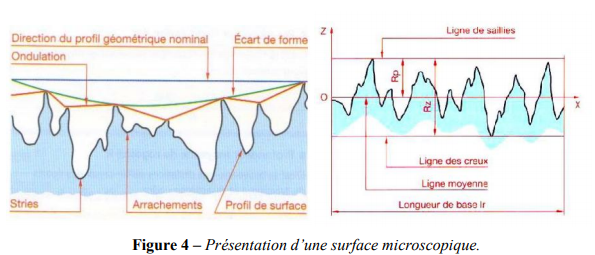 Direction du profil géométrique nominal
Écart de forme
Ondulation
Stries
Arrachements
Profil de surface
Z
Ligne de saillies
Rp
Rz
O
X
Ligne des creux
Ligne moyenne
Longueur de base lr
Figure 4 – Présentation d'une surface microscopique.